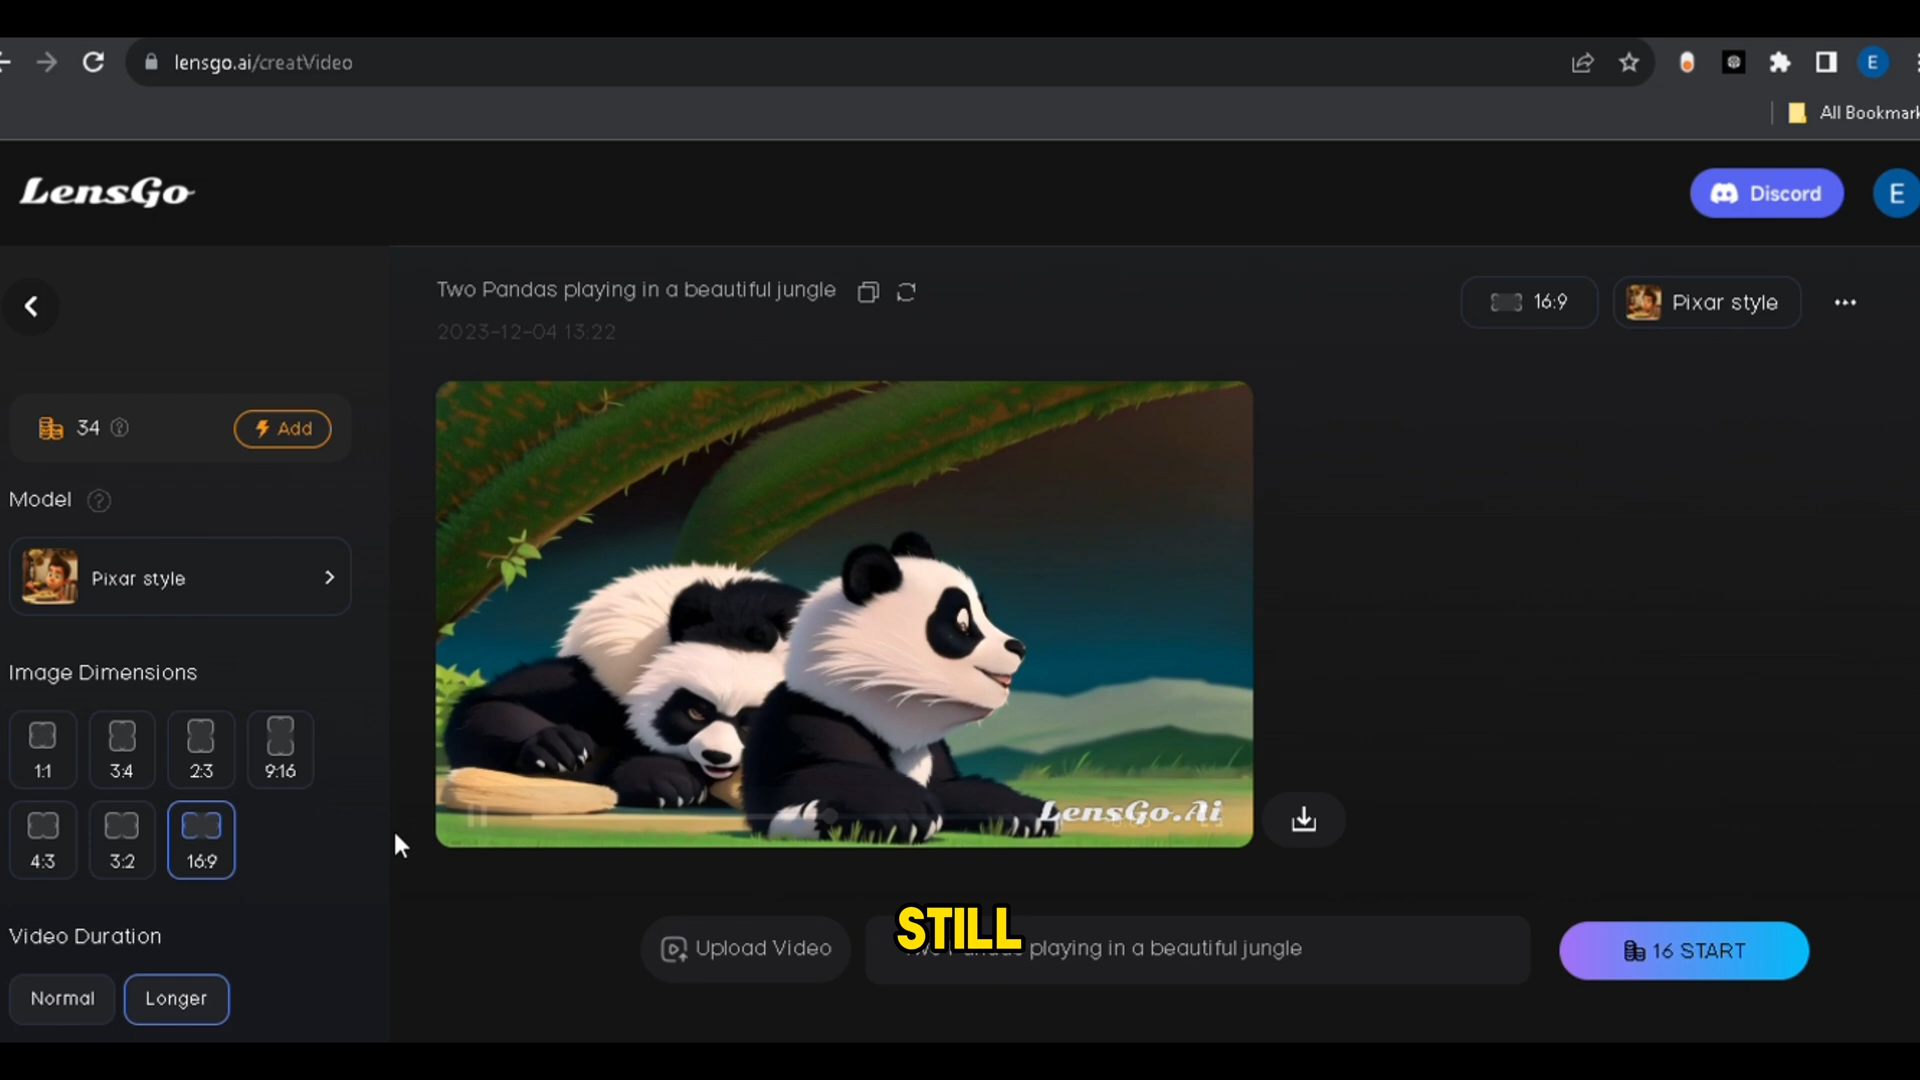 lensgo.ai/creatVideo
E
All Bookmark
LensGo
Discord
E
Two Pandas playing in a beautiful jungle
2023-12-04 13:22
16:9
Pixar style
34
Add
Model
Pixar style
Image Dimensions
1:1
3:4
2:3
9:16
4:3
3:2
16:9
LensGo.Ai
Video Duration
Normal
Longer
Upload Video
STILL
playing in a beautiful jungle
16 START